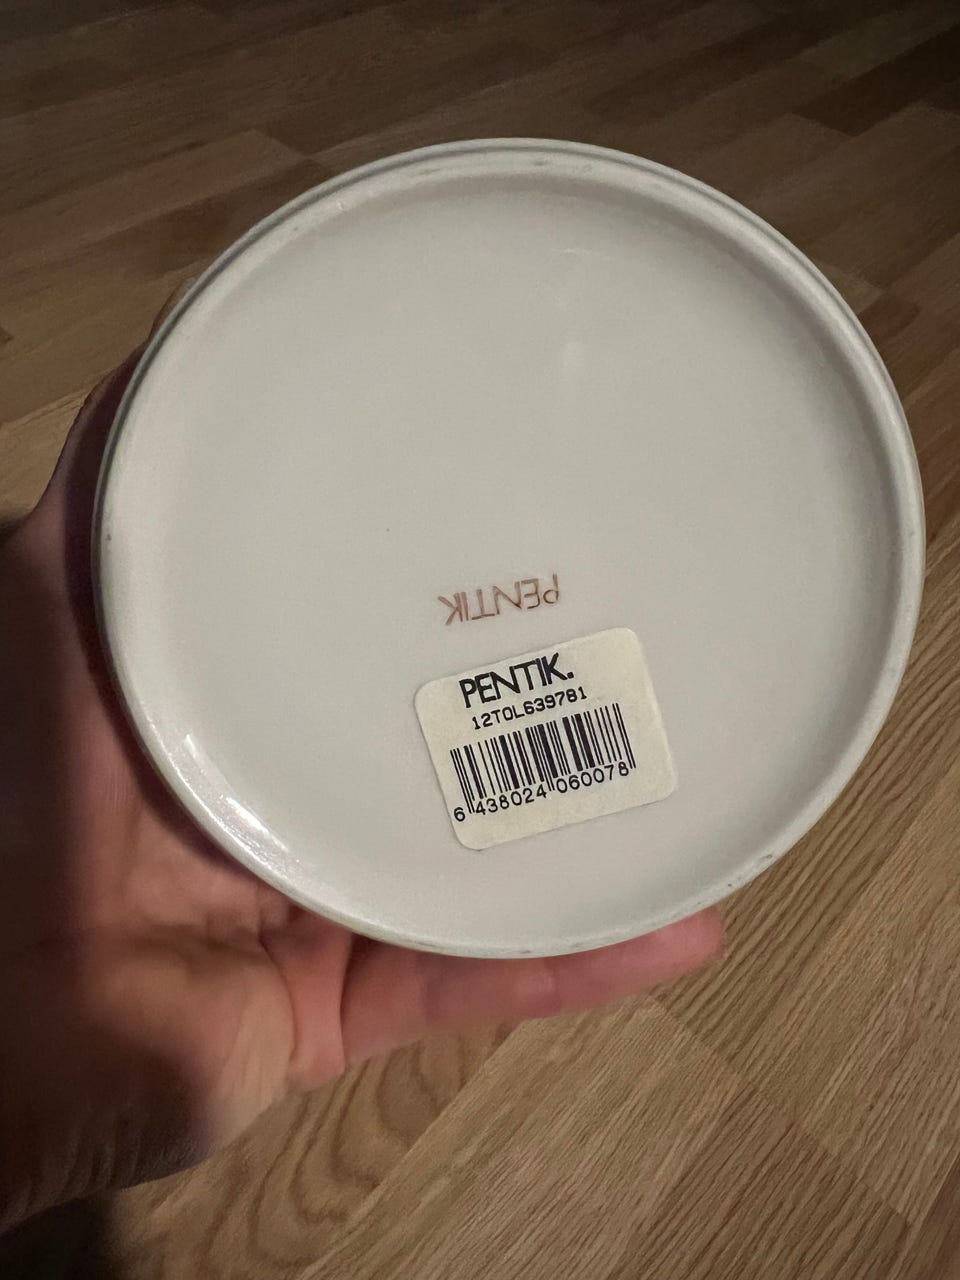 PENTIK
PENTIK.
12TOL639781
6 438024 060078